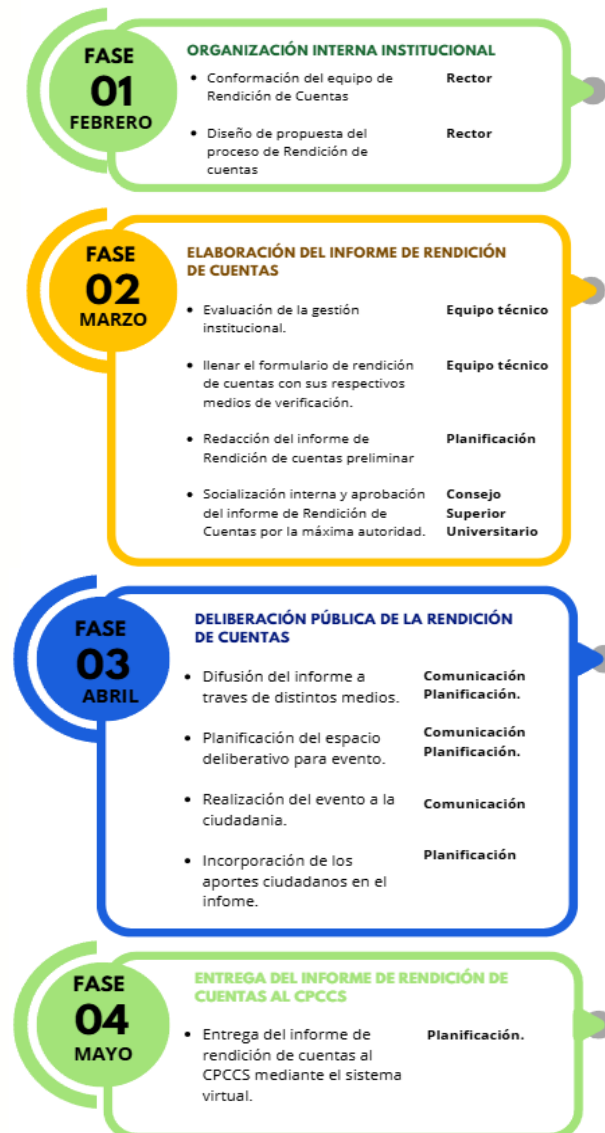 FASE
01
FEBRERO
ORGANIZACIÓN INTERNA INSTITUCIONAL
• Conformación del equipo de
Rendición de Cuentas
Rector
• Diseño de propuesta del
proceso de Rendición de
cuentas
Rector
FASE
02
MARZO
ELABORACIÓN DEL INFORME DE RENDICIÓN
DE CUENTAS
• Evaluación de la gestión
institucional.
Equipo técnico
• llenar el formulario de rendición
de cuentas con sus respectivos
medios de verificación.
Equipo técnico
• Redacción del informe de
Rendición de cuentas preliminar
Planificación
• Socialización interna y aprobación
del informe de Rendición de
Cuentas por la máxima autoridad.
Consejo
Superior
Universitario
FASE
03
ABRIL
DELIBERACIÓN PÚBLICA DE LA RENDICIÓN
DE CUENTAS
• Difusión del informe a
traves de distintos medios.
Comunicación
Planificación.
• Planificación del espacio
deliberativo para evento.
Comunicación
Planificación.
• Realización del evento a la
ciudadania.
Comunicación
• Incorporación de los
aportes ciudadanos en el
infome.
Planificación
FASE
04
MAYO
ENTREGA DEL INFORME DE RENDICIÓN DE
CUENTAS AL CPCCS
• Entrega del informe de
rendición de cuentas al
CPCCS mediante el sistema
virtual.
Planificación.